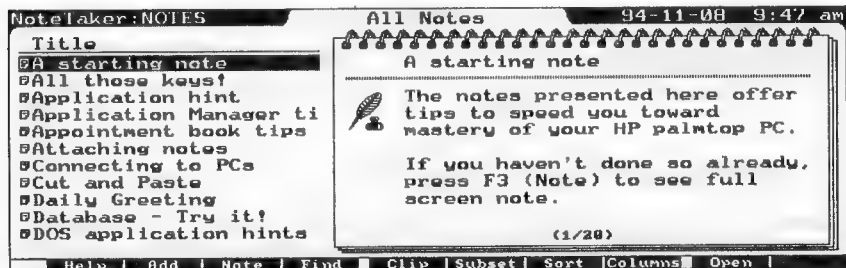 NoteTaker:NOTES All Notes 94-11-08 9:47 am
Title
A starting note
All those keys!
Application hint
Application Manager ti
Appointment book tips
Attaching notes
Connecting to PCs
Cut and Paste
Daily Greeting
Database - Try it!
DOS application hints
A starting note
The notes presented here offer
tips to speed you toward
mastery of your HP palmtop PC.
If you haven't done so already,
press F3 (Note) to see full
screen note.
(1/20)
Help Add Note Find Clip Subset Sort Columns Open